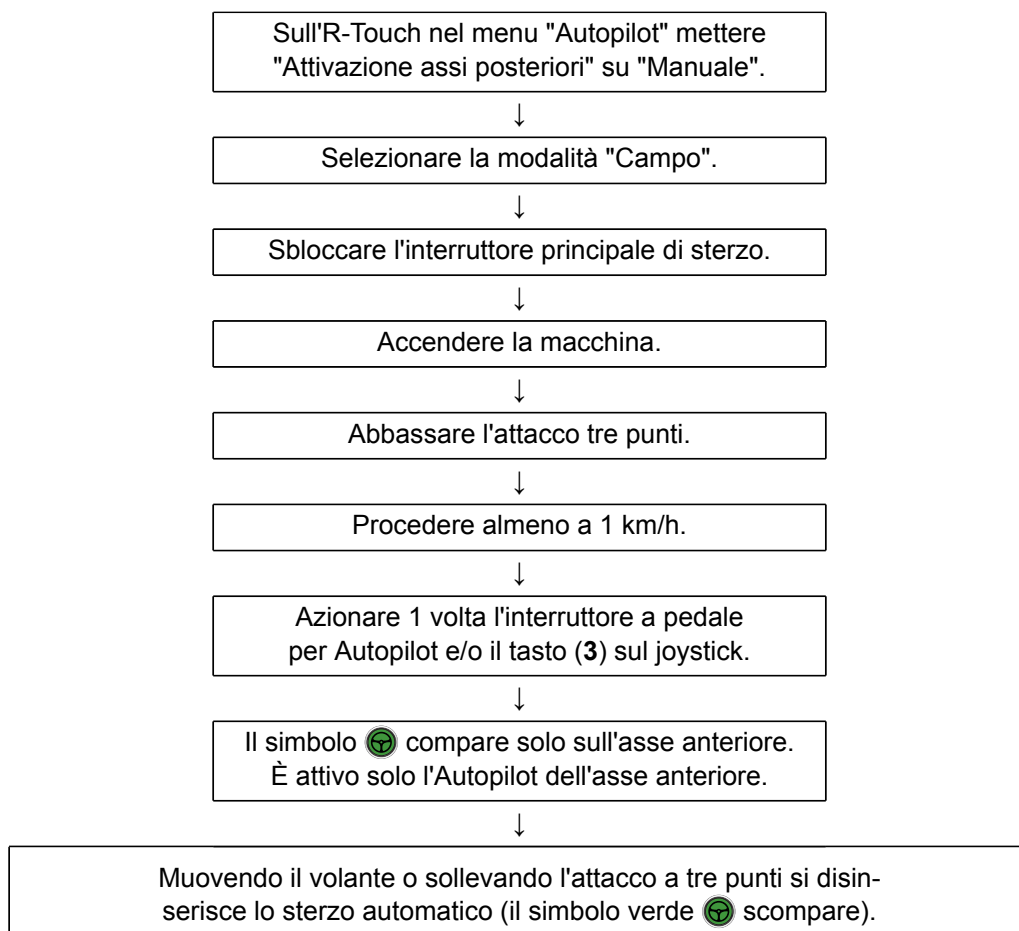 Sull'R-Touch nel menu "Autopilot" mettere
"Attivazione assi posteriori" su "Manuale".
↓
Selezionare la modalità "Campo".
↓
Sbloccare l'interruttore principale di sterzo.
↓
Accendere la macchina.
↓
Abbassare l'attacco tre punti.
↓
Procedere almeno a 1 km/h.
↓
Azionare 1 volta l'interruttore a pedale
per Autopilot e/o il tasto (3) sul joystick.
↓
Il simbolo compare solo sull'asse anteriore.
È attivo solo l'Autopilot dell'asse anteriore.
↓
Muovendo il volante o sollevando l'attacco a tre punti si disin-
serisce lo sterzo automatico (il simbolo verde scompare).